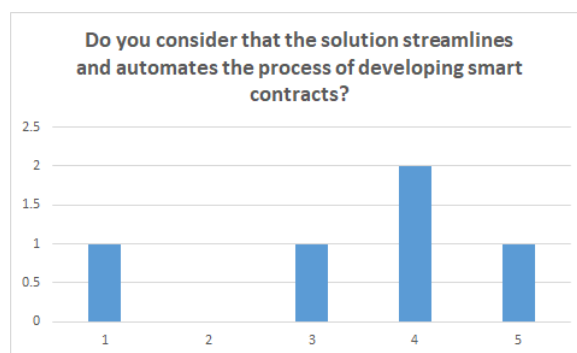 Do you consider that the solution streamlines
and automates the process of developing smart
contracts?
2.5
2
1.5
1
0.5
0
1 2 3 4 5